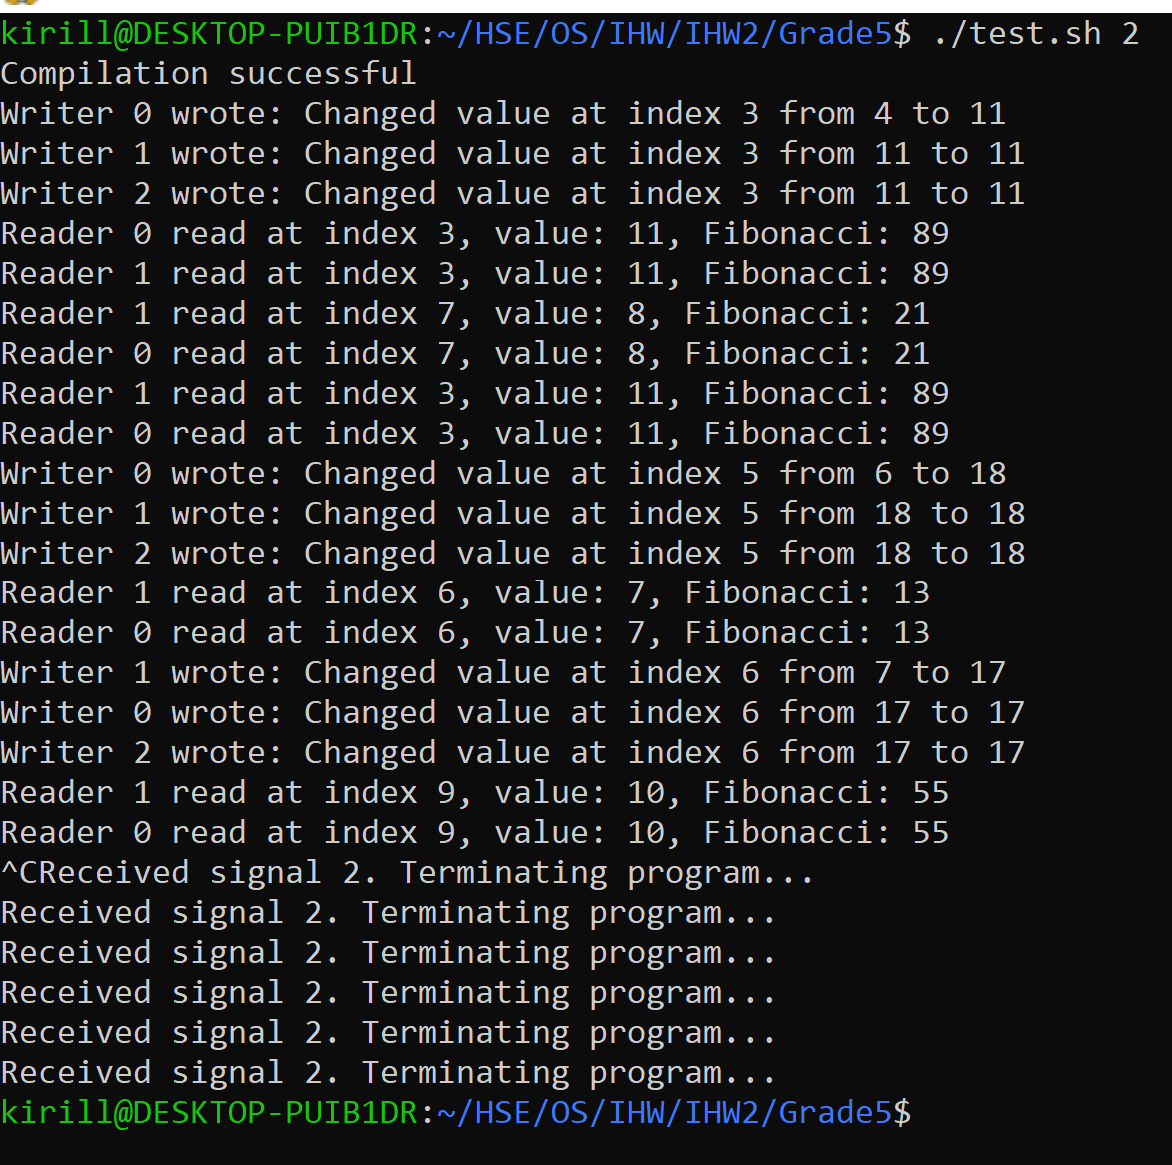 kirill@DESKTOP-PUIB1DR:~/HSE/OS/IHW/IHW2/Grade5$ ./test.sh 2
Compilation successful
Writer 0 wrote: Changed value at index 3 from 4 to 11
Writer 1 wrote: Changed value at index 3 from 11 to 11
Writer 2 wrote: Changed value at index 3 from 11 to 11
Reader 0 read at index 3, value: 11, Fibonacci: 89
Reader 1 read at index 3, value: 11, Fibonacci: 89
Reader 1 read at index 7, value: 8, Fibonacci: 21
Reader 0 read at index 7, value: 8, Fibonacci: 21
Reader 1 read at index 3, value: 11, Fibonacci: 89
Reader 0 read at index 3, value: 11, Fibonacci: 89
Writer 0 wrote: Changed value at index 5 from 6 to 18
Writer 1 wrote: Changed value at index 5 from 18 to 18
Writer 2 wrote: Changed value at index 5 from 18 to 18
Reader 1 read at index 6, value: 7, Fibonacci: 13
Reader 0 read at index 6, value: 7, Fibonacci: 13
Writer 1 wrote: Changed value at index 6 from 7 to 17
Writer 0 wrote: Changed value at index 6 from 17 to 17
Writer 2 wrote: Changed value at index 6 from 17 to 17
Reader 1 read at index 9, value: 10, Fibonacci: 55
Reader 0 read at index 9, value: 10, Fibonacci: 55
^CReceived signal 2. Terminating program...
Received signal 2. Terminating program...
Received signal 2. Terminating program...
Received signal 2. Terminating program...
Received signal 2. Terminating program...
Received signal 2. Terminating program...
kirill@DESKTOP-PUIB1DR:~/HSE/OS/IHW/IHW2/Grade5$